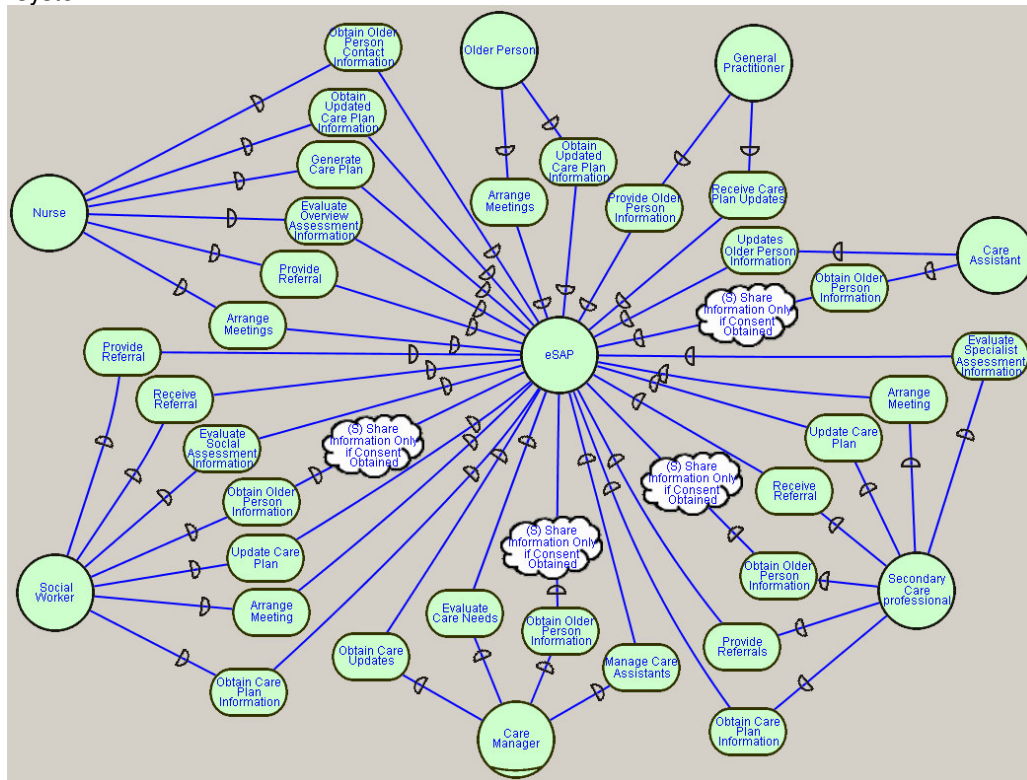 Obtain Older
Person
Contact
Information
Older Person
General
Practitioner
Obtain
Updated
Care Plan
Information
Generate
Care Plan
Obtain
Updated
Care Plan
Information
Nurse
Evaluate
Overview
Assessment
Information
Arrange
Meetings
Provide Older
Person
Information
Receive Care
Plan Updates
Updates
Older Person
Information
Care
Assistant
Provide
Referral
Obtain Older
Person
Information
(S) Share
Information Only
if Consent
Obtained
Arrange
Meetings
Provide
Referral
eSAP
Evaluate
Specialist
Assessment
Information
Receive
Referral
Arrange
Meeting
Evaluate
Social
Assessment
Information
(S) Share
Information Only
if Consent
Obtained
Update Care
Plan
(S) Share
Information Only
if Consent
Obtained
Receive
Referral
Obtain Older
Person
Information
(S) Share
Information Only
if Consent
Obtained
Update Care
Plan
Obtain Older
Person
Information
Social
Worker
Secondary
Care
professional
Arrange
Meeting
Evaluate
Care Needs
Obtain Older
Person
Information
Provide
Referrals
Obtain Care
Updates
Manage Care
Assistants
Obtain Care
Plan
Information
Care
Manager
Obtain Care
Plan
Information